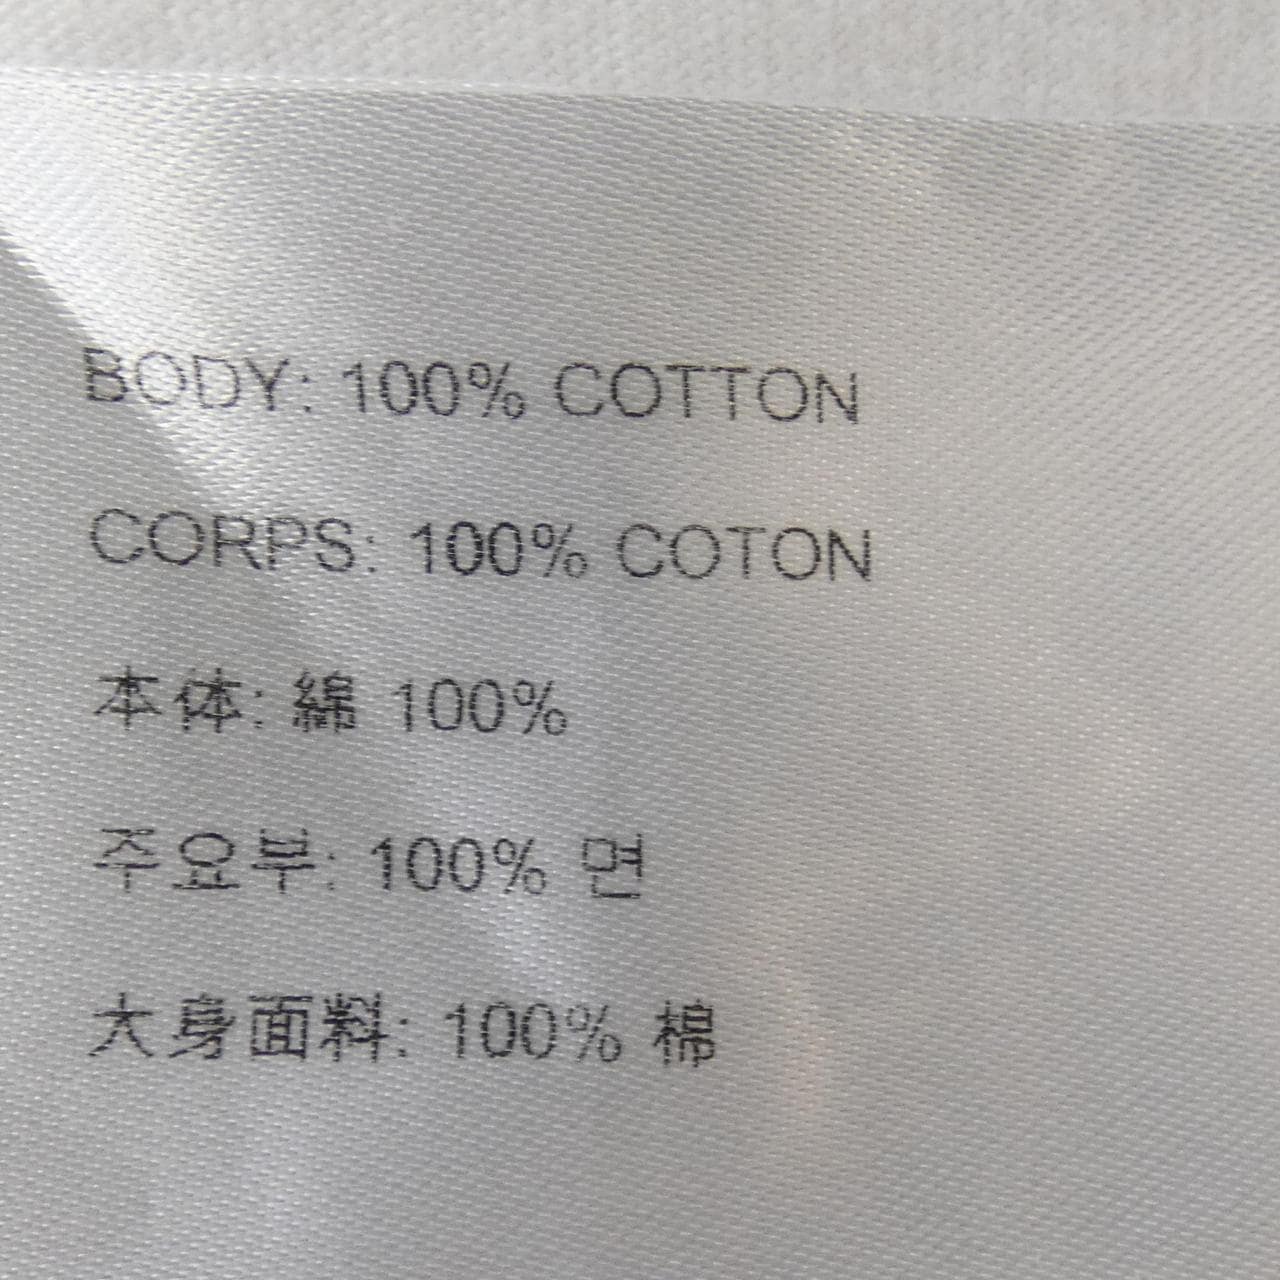 BODY: 100% COTTON
CORPS: 100% COTON
本体: 綿 100%
주요부: 100% 면
大身面料: 100% 棉